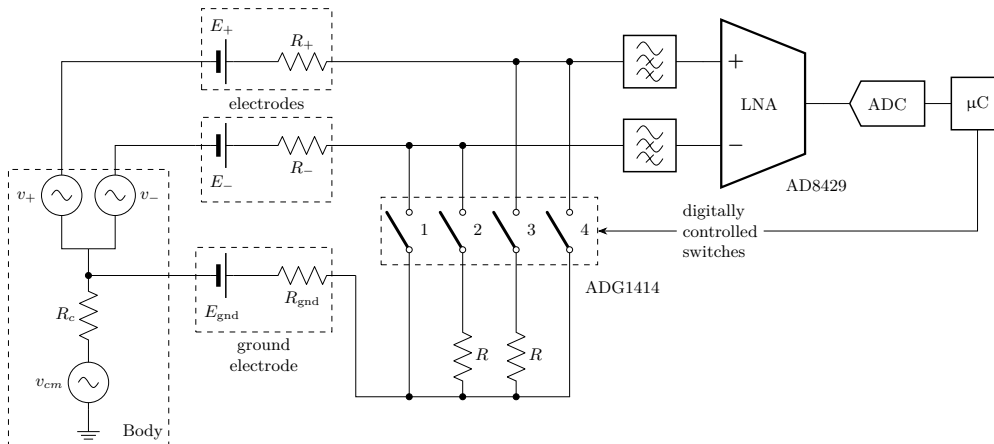 E+
R+
electrodes
E−
R−
v+
v−
LNA
+
−
AD8429
ADC
µC
1
2
3
4
digitally
controlled
switches
ADG1414
Egnd
Rgnd
ground
electrode
Rc
vcm
R
R
Body